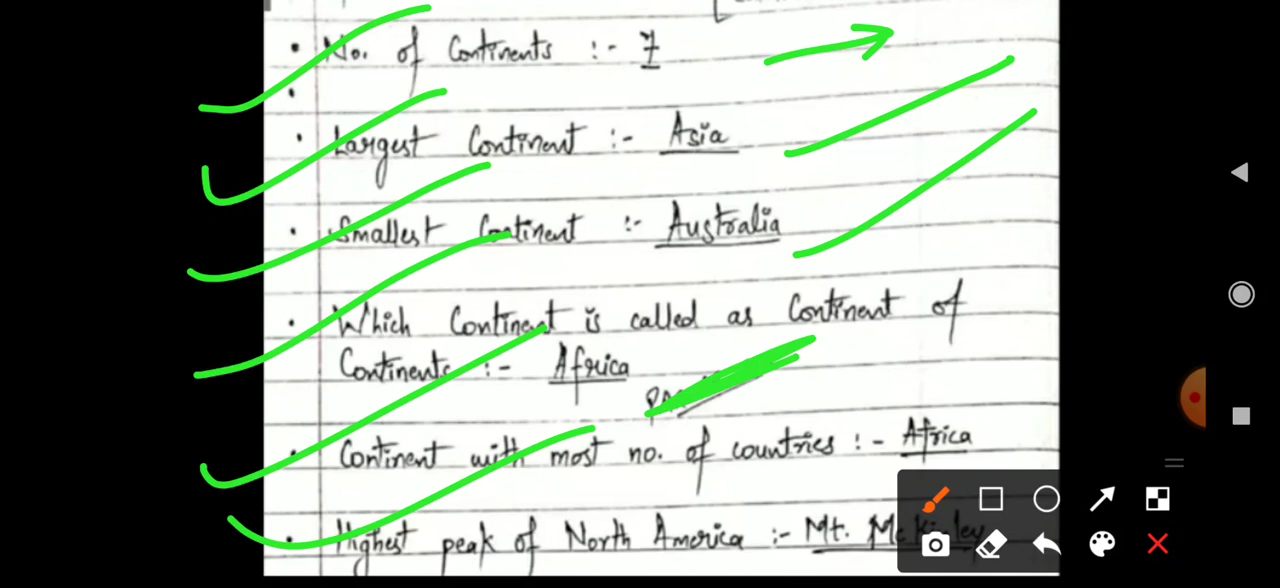 • No. of Continents :- 7
•
• Largest Continent :- Asia
• Smallest Continent :- Australia
• Which Continent is called as Continent of
Continents :- Africa
• Continent with most no. of countries :- Africa
• Highest peak of North America :- Mt. McKinley